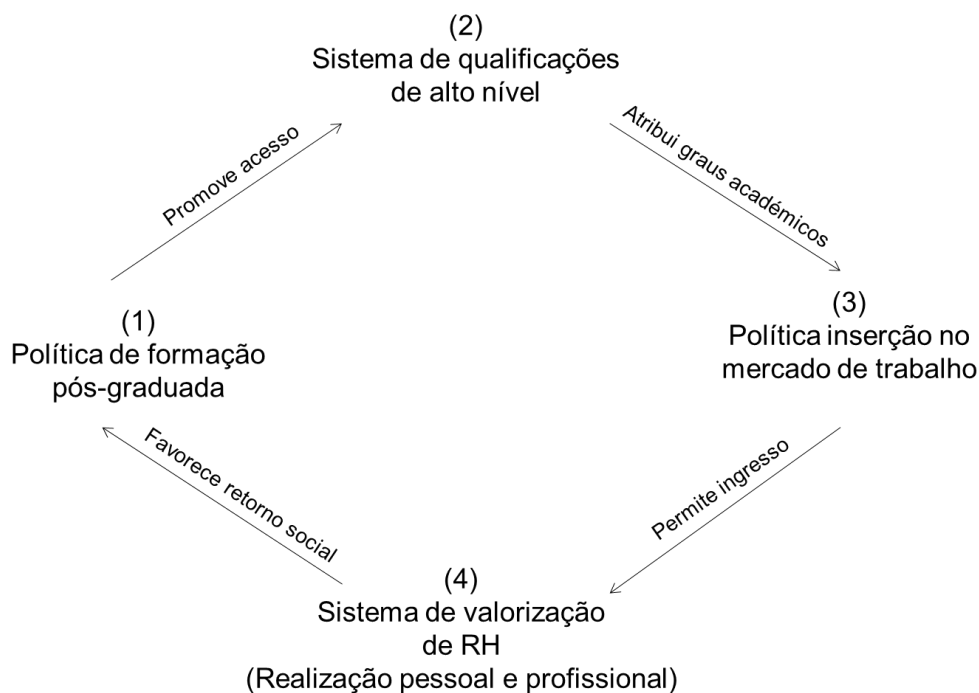 (2)
Sistema de qualificações
de alto nível
Promove acesso
Atribui graus académicos
(1)
Política de formação
pós-graduada
(3)
Política inserção no
mercado de trabalho
Favorece retorno social
Permite ingresso
(4)
Sistema de valorização
de RH
(Realização pessoal e profissional)